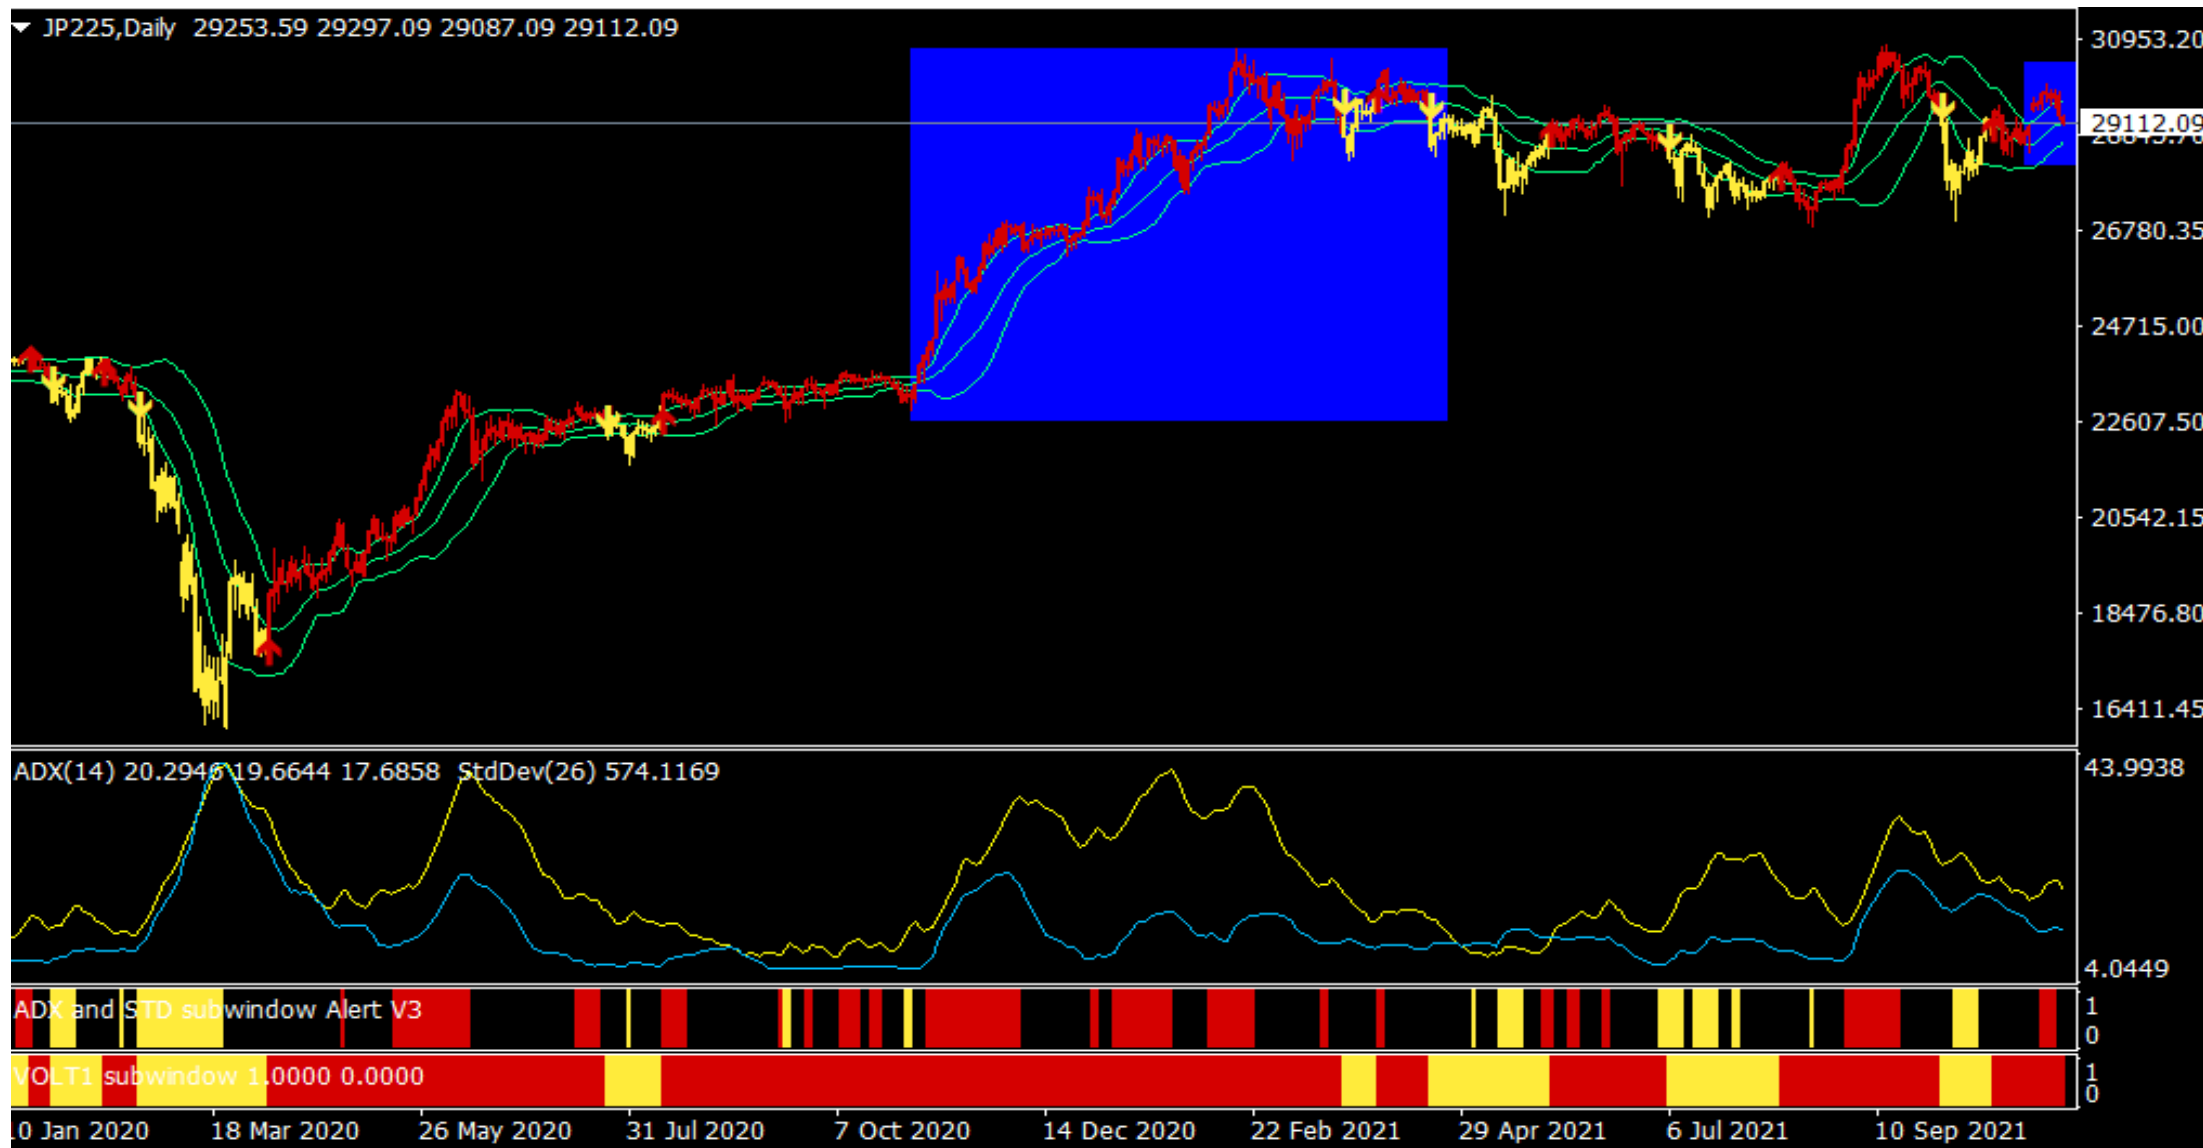 JP225,Daily 29253.59 29297.09 29087.09 29112.09
30953.20
29112.09
26780.35
24715.00
22607.50
20542.15
18476.80
16411.45
ADX(14) 20.2946 19.6644 17.6858 StdDev(26) 574.1169
43.9938
4.0449
ADX and STD subwindow Alert V3
1
0
VOLT1 subwindow 1.0000 0.0000
1
0
10 Jan 2020 18 Mar 2020 26 May 2020 31 Jul 2020 7 Oct 2020 14 Dec 2020 22 Feb 2021 29 Apr 2021 6 Jul 2021 10 Sep 2021